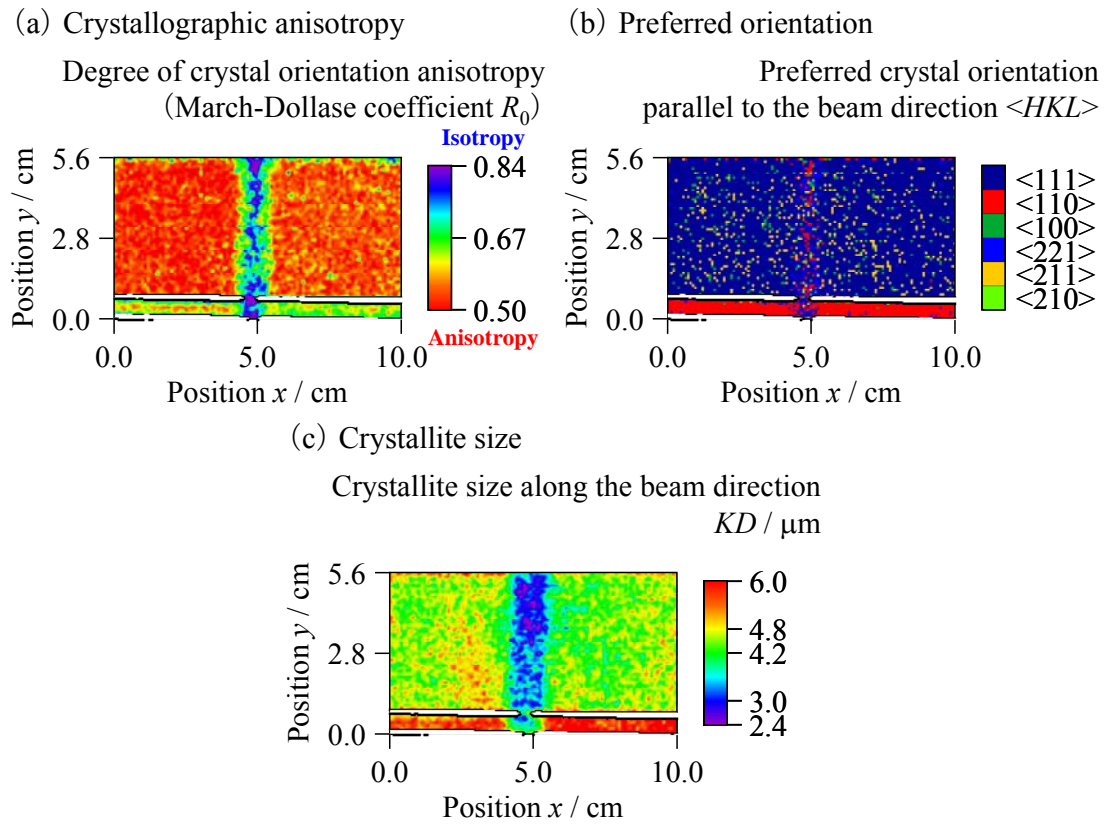 (a) Crystallographic anisotropy
Degree of crystal orientation anisotropy
(March-Dollase coefficient R₀)
Isotropy
5.6
2.8
0.0
Position y / cm
0.84
0.67
0.50
Anisotropy
0.0
5.0
10.0
Position x / cm
(b) Preferred orientation
Preferred crystal orientation
parallel to the beam direction <HKL>
5.6
2.8
0.0
Position y / cm
<111>
<110>
<100>
<221>
<211>
<210>
0.0
5.0
10.0
Position x / cm
(c) Crystallite size
Crystallite size along the beam direction
KD / μm
5.6
2.8
0.0
Position y / cm
6.0
4.8
4.2
3.0
2.4
0.0
5.0
10.0
Position x / cm